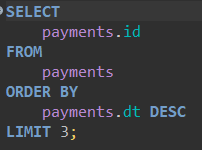 SELECT
    payments.id
FROM
    payments
ORDER BY
    payments.dt DESC
LIMIT 3;